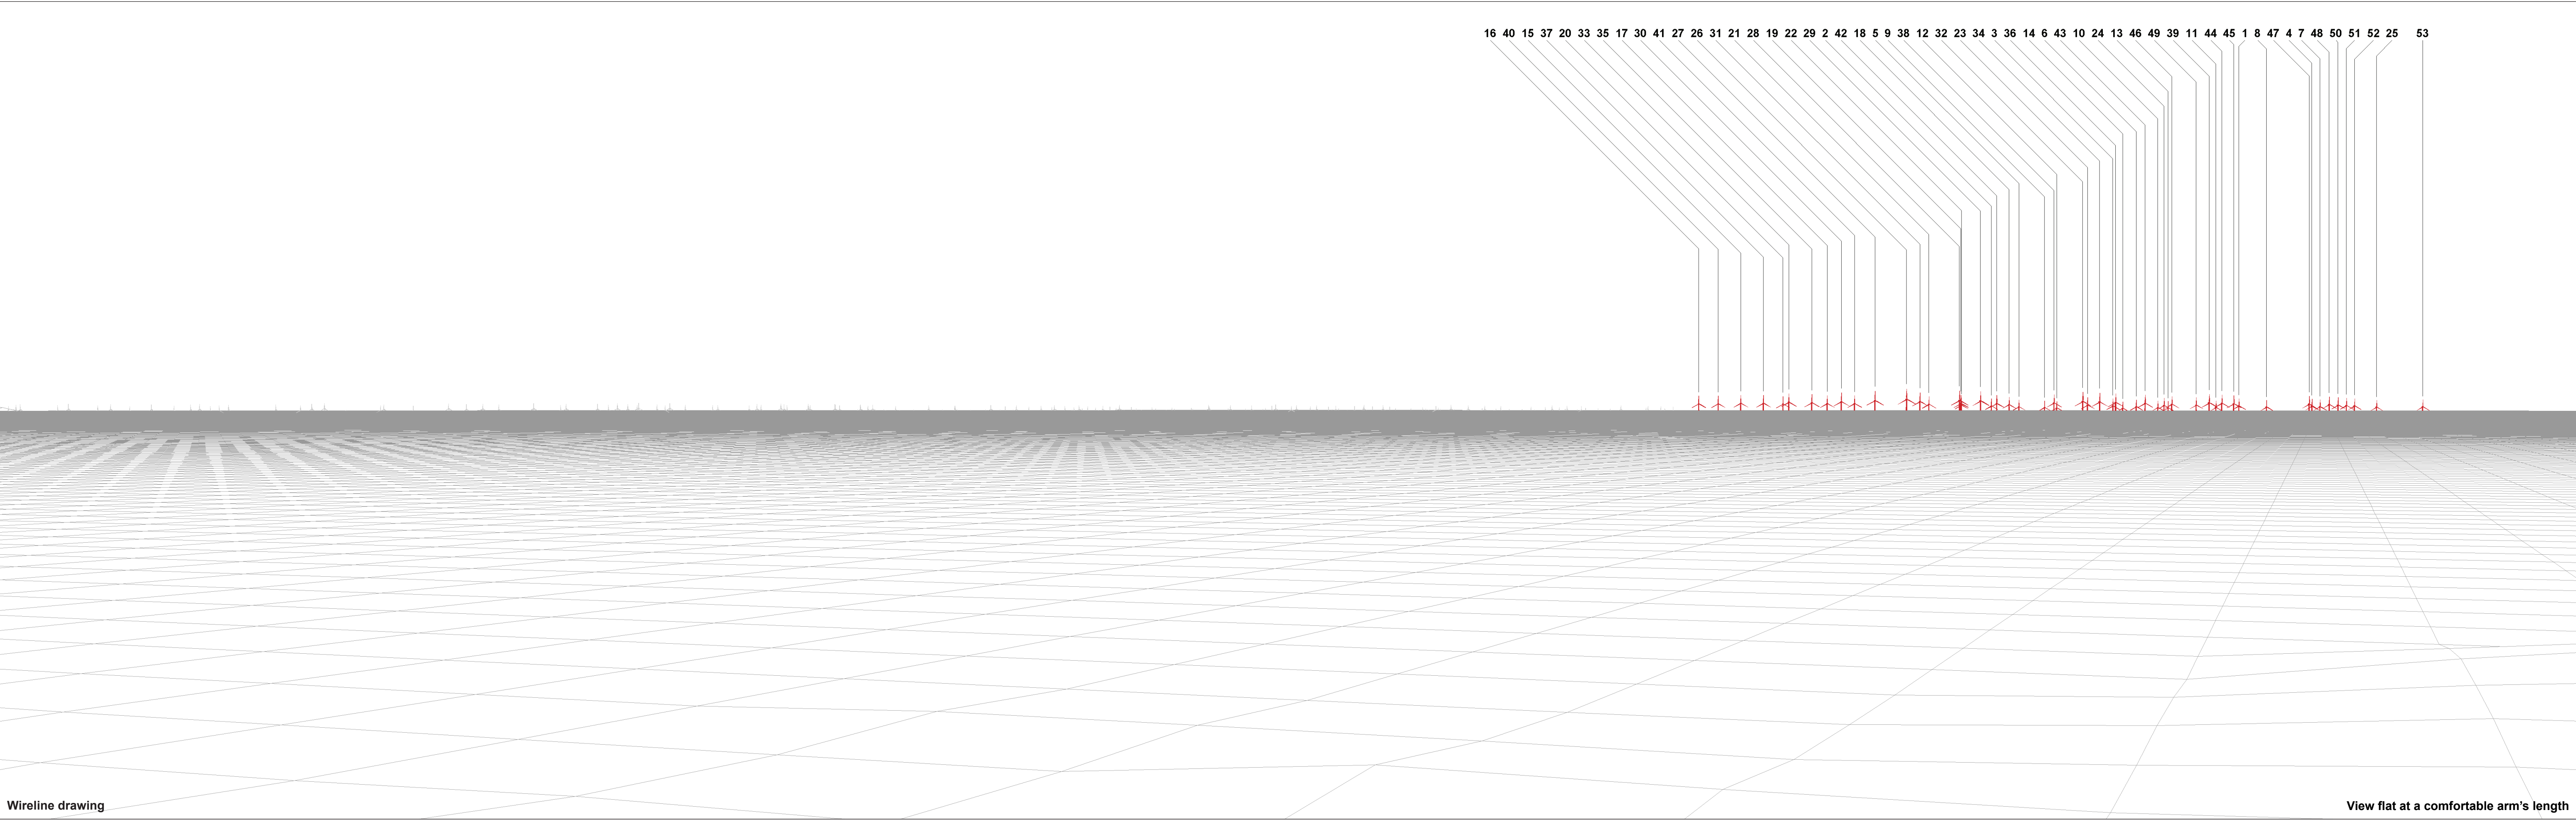 16 40 15 37 20 33 35 17 30 41 27 26 31 21 28 19 22 29 2 42 18 5 9 38 12 32 23 34 3 36 14 6 43 10 24 13 46 49 39 11 44 45 1 8 47 4 7 48 50 51 52 25 53
Wireline drawing
View flat at a comfortable arm's length